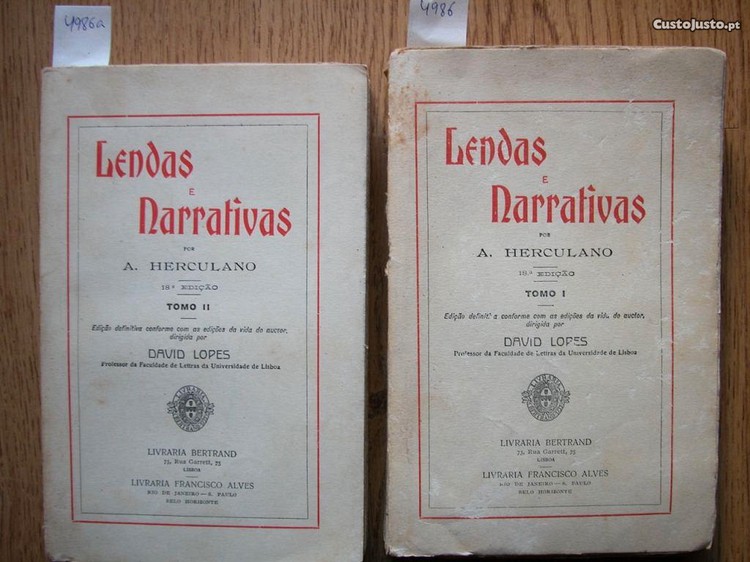 4986a
4986
CustoJusto.pt
Lendas
E
Narrativas
POR
A. HERCULANO
18.ª EDIÇÃO
TOMO II
Edição definitiva conforme com as edições da vida do auctor,
dirigida por
DAVID LOPES
Professor da Faculdade de Letras da Universidade de Lisboa
LIVRARIA BERTRAND
73, Rua Garrett, 75
LISBOA
LIVRARIA FRANCISCO ALVES
RIO DE JANEIRO — S. PAULO
BELO HORIZONTE
Lendas
E
Narrativas
POR
A. HERCULANO
18.ª EDIÇÃO
TOMO I
Edição definiti a conforme com as edições da vida do auctor,
dirigida por
DAVID LOPES
Professor da Faculdade de Letras da Universidade de Lisboa
LIVRARIA
LIVRARIA BERTRAND
73, Rua Garrett, 75
LISBOA
LIVRARIA FRANCISCO ALVES
RIO DE JANEIRO — S. PAULO
BELO HORIZONTE